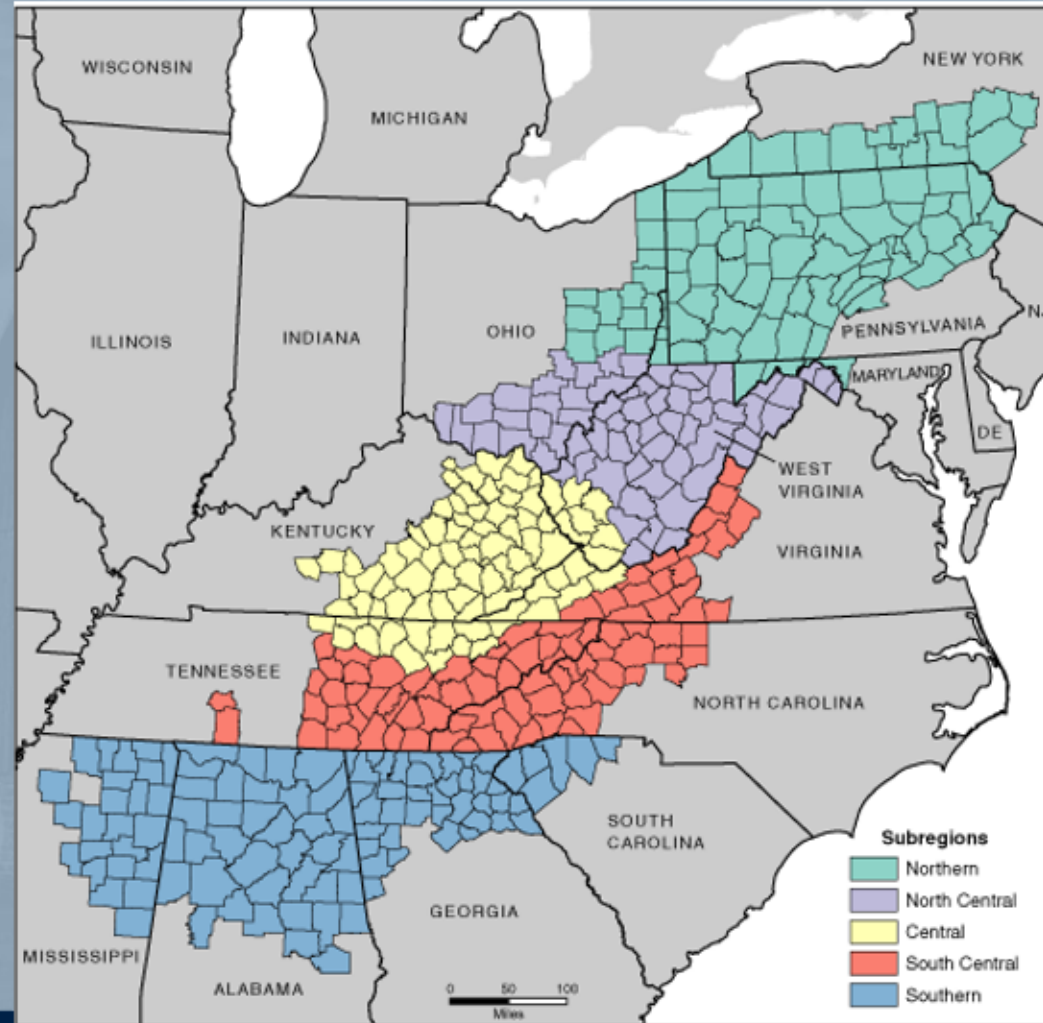 WISCONSIN
NEW YORK
MICHIGAN
ILLINOIS
INDIANA
OHIO
PENNSYLVANIA
N.
MARYLAND
DE
WEST
VIRGINIA
KENTUCKY
VIRGINIA
TENNESSEE
NORTH CAROLINA
SOUTH
CAROLINA
GEORGIA
MISSISSIPPI
ALABAMA
0 50 100
Miles
Subregions
Northern
North Central
Central
South Central
Southern